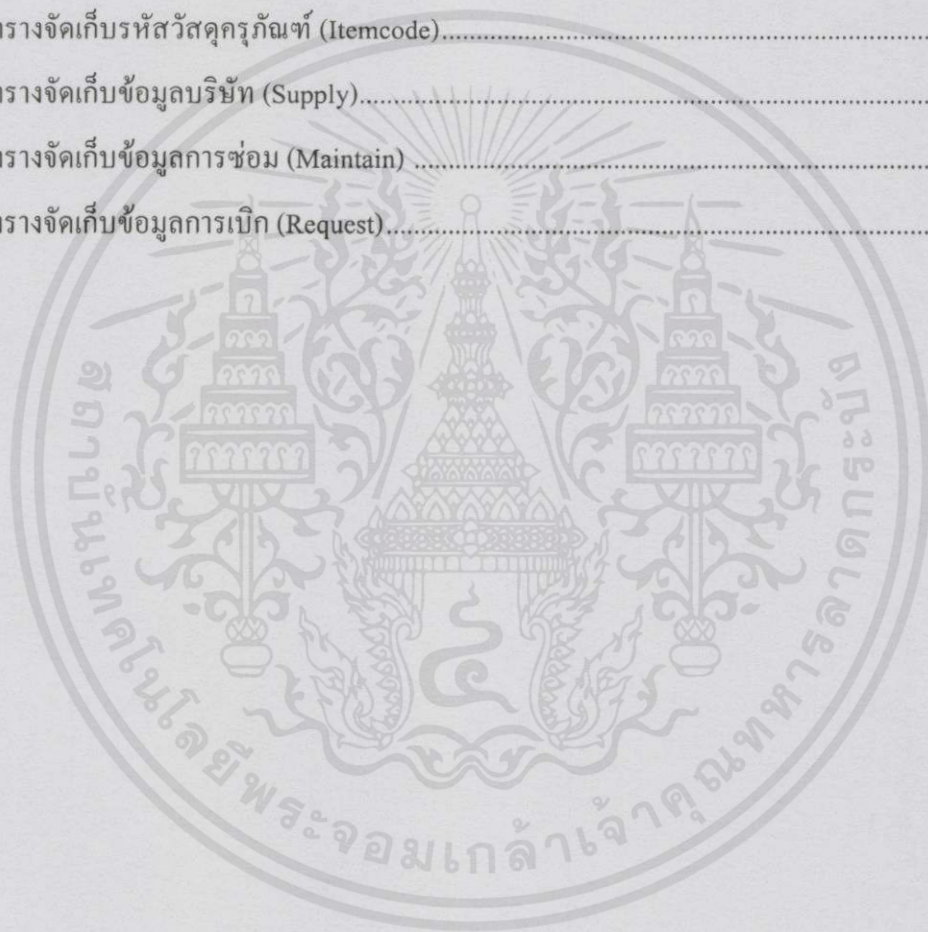 ารางจัดเก็บรหัสวัสดุครุภัณฑ์ (Itemcode)
ารางจัดเก็บข้อมูลบริษัท (Supply)
ารางจัดเก็บข้อมูลการซ่อม (Maintain)
ารางจัดเก็บข้อมูลการเบิก (Request)
สถาบันเทคโนโลยีพระจอมเกล้าเจ้าคุณทหารลาดกระบัง